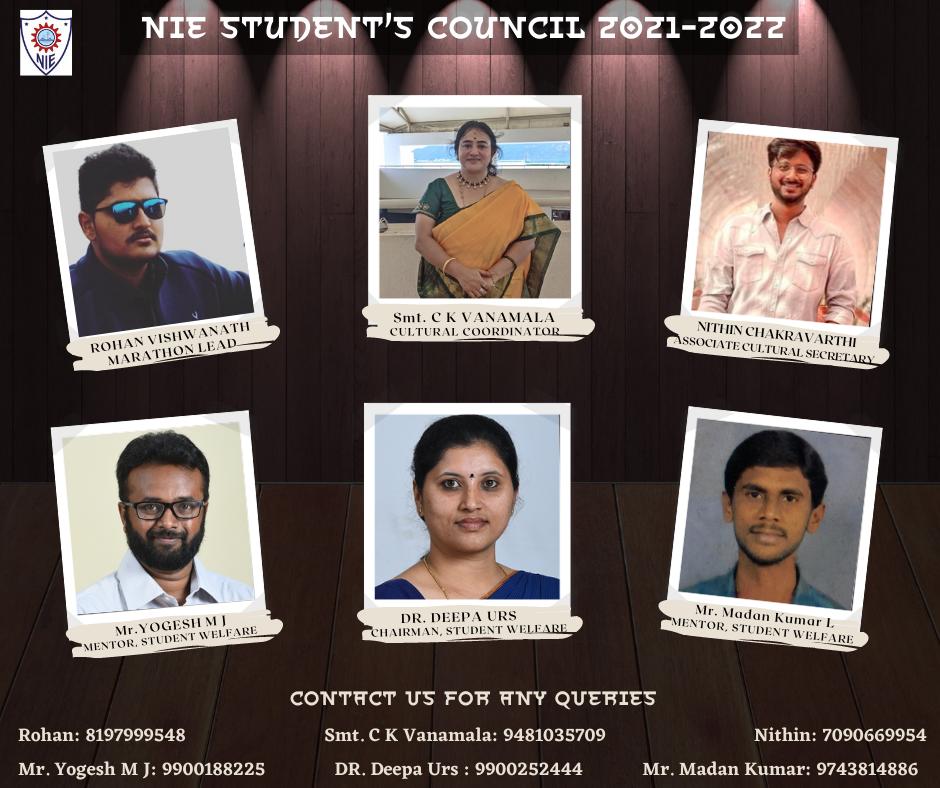 NIE STUDENT'S COUNCIL 2021-2022
NIE
ROHAN VISHWANATH
MARATHON LEAD
Smt. C K VANAMALA
CULTURAL COORDINATOR
NITHIN CHAKRAVARTHI
ASSOCIATE CULTURAL SECRETARY
Mr.YOGESH M J
MENTOR, STUDENT WELFARE
DR. DEEPA URS
CHAIRMAN, STUDENT WELFARE
Mr. Madan Kumar L
MENTOR, STUDENT WELFARE
CONTACT US FOR ANY QUERIES
Rohan: 8197999548 Smt. C K Vanamala: 9481035709 Nithin: 7090669954
Mr. Yogesh M J: 9900188225 DR. Deepa Urs : 9900252444 Mr. Madan Kumar: 9743814886